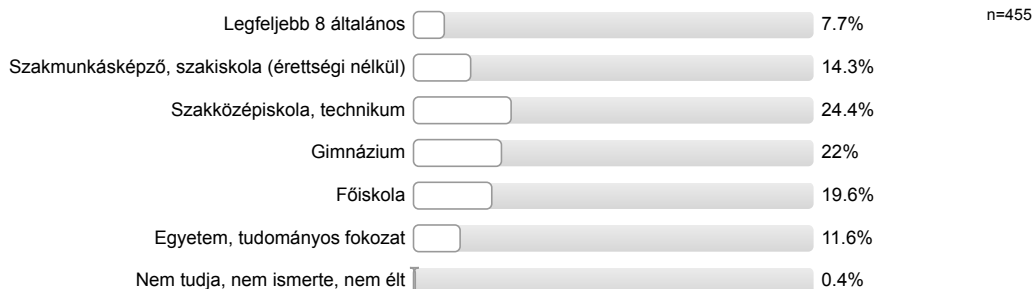 Legfeljebb 8 általános 7.7% n=455
Szakmunkásképző, szakiskola (érettségi nélkül) 14.3%
Szakközépiskola, technikum 24.4%
Gimnázium 22%
Főiskola 19.6%
Egyetem, tudományos fokozat 11.6%
Nem tudja, nem ismerte, nem élt 0.4%